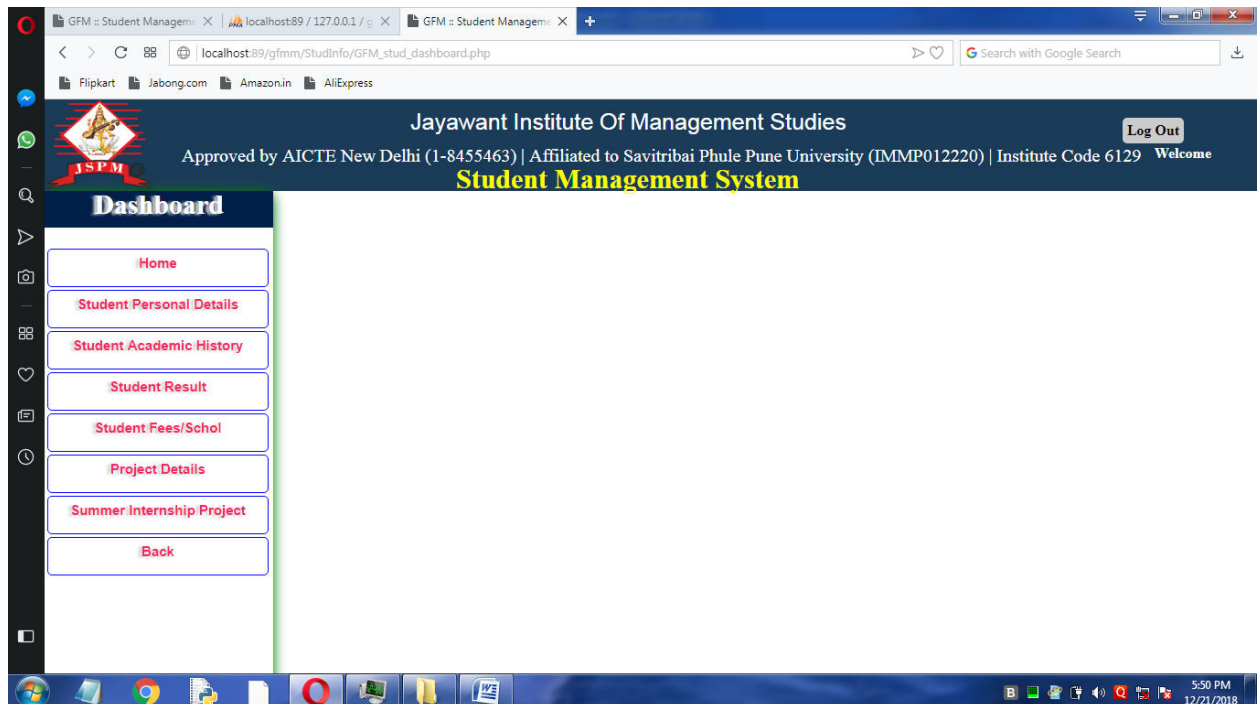 GFM :: Student Manageme localhost:89 / 127.0.0.1 / g GFM :: Student Manageme
localhost:89/gfmm/StudInfo/GFM_stud_dashboard.php Search with Google Search
Flipkart Jabong.com Amazon.in AliExpress
JSPM
Jayawant Institute Of Management Studies
Log Out
Approved by AICTE New Delhi (1-8455463) | Affiliated to Savitribai Phule Pune University (IMMP012220) | Institute Code 6129 Welcome
Student Management System
Dashboard
Home
Student Personal Details
Student Academic History
Student Result
Student Fees/Schol
Project Details
Summer Internship Project
Back
5:50 PM
12/21/2018